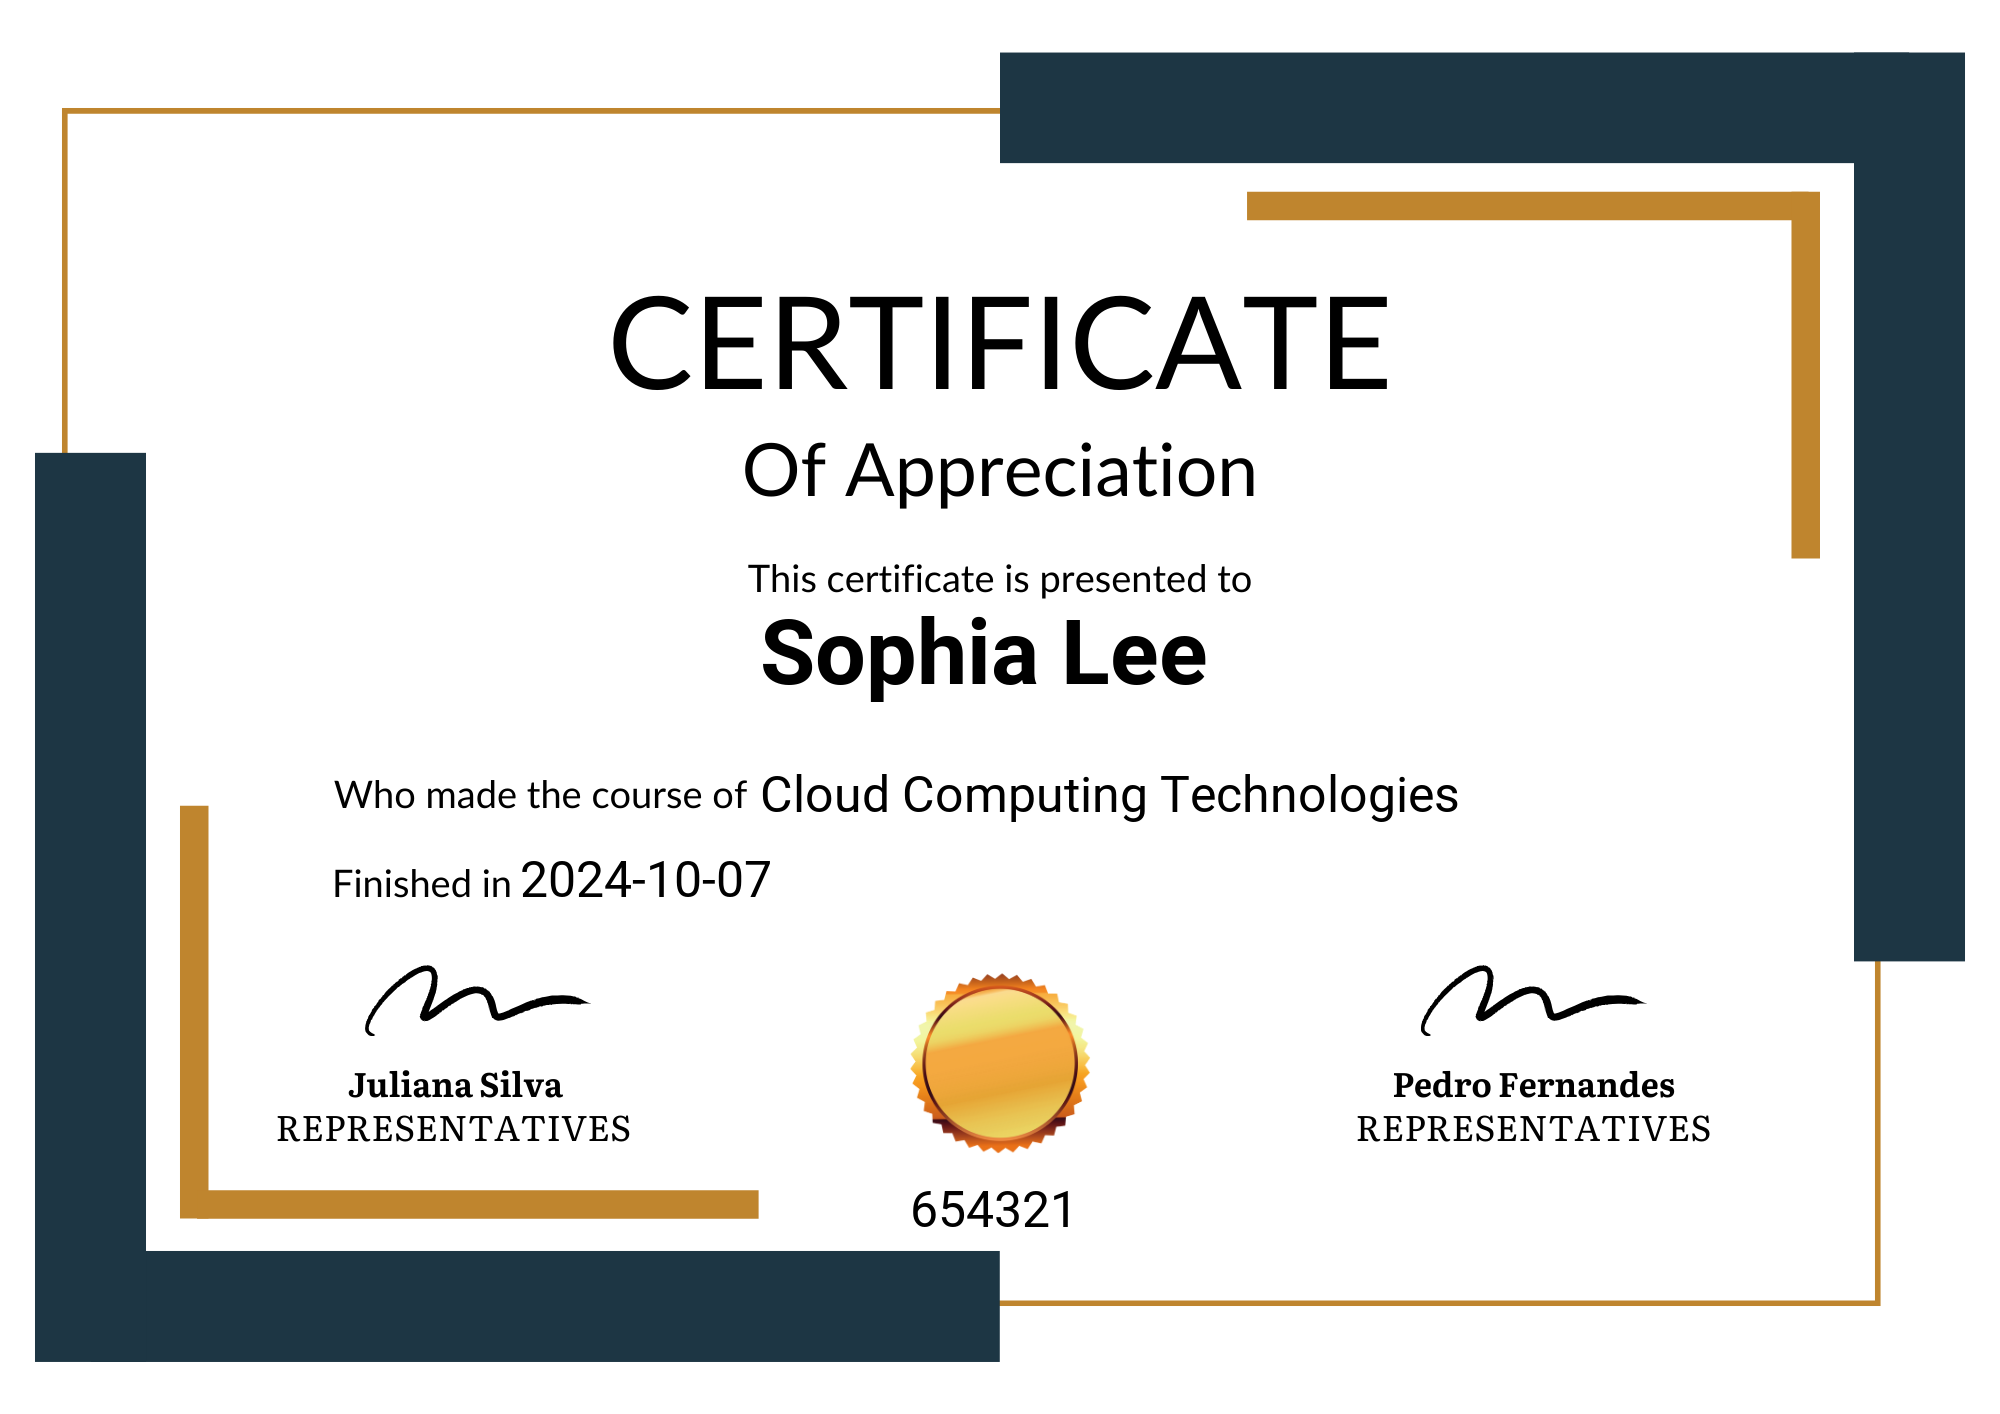 CERTIFICATE
Of Appreciation
This certificate is presented to
Sophia Lee
Who made the course of Cloud Computing Technologies
Finished in 2024-10-07
Juliana Silva
REPRESENTATIVES
Pedro Fernandes
REPRESENTATIVES
654321